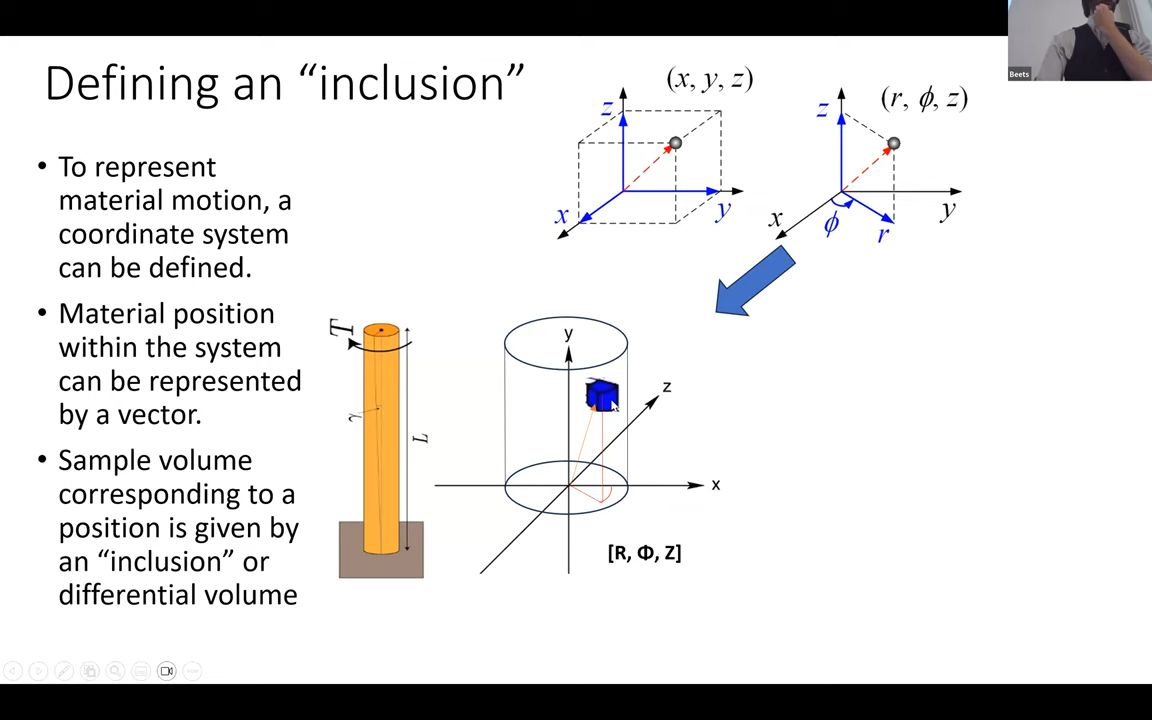 Beets
Defining an “inclusion”
• To represent
material motion, a
coordinate system
can be defined.
• Material position
within the system
can be represented
by a vector.
• Sample volume
corresponding to a
position is given by
an “inclusion” or
differential volume
(x, y, z)
z
x
y
(r, ϕ, z)
z
x
ϕ
r
y
T
γ
L
y
z
x
[R, Φ, Z]